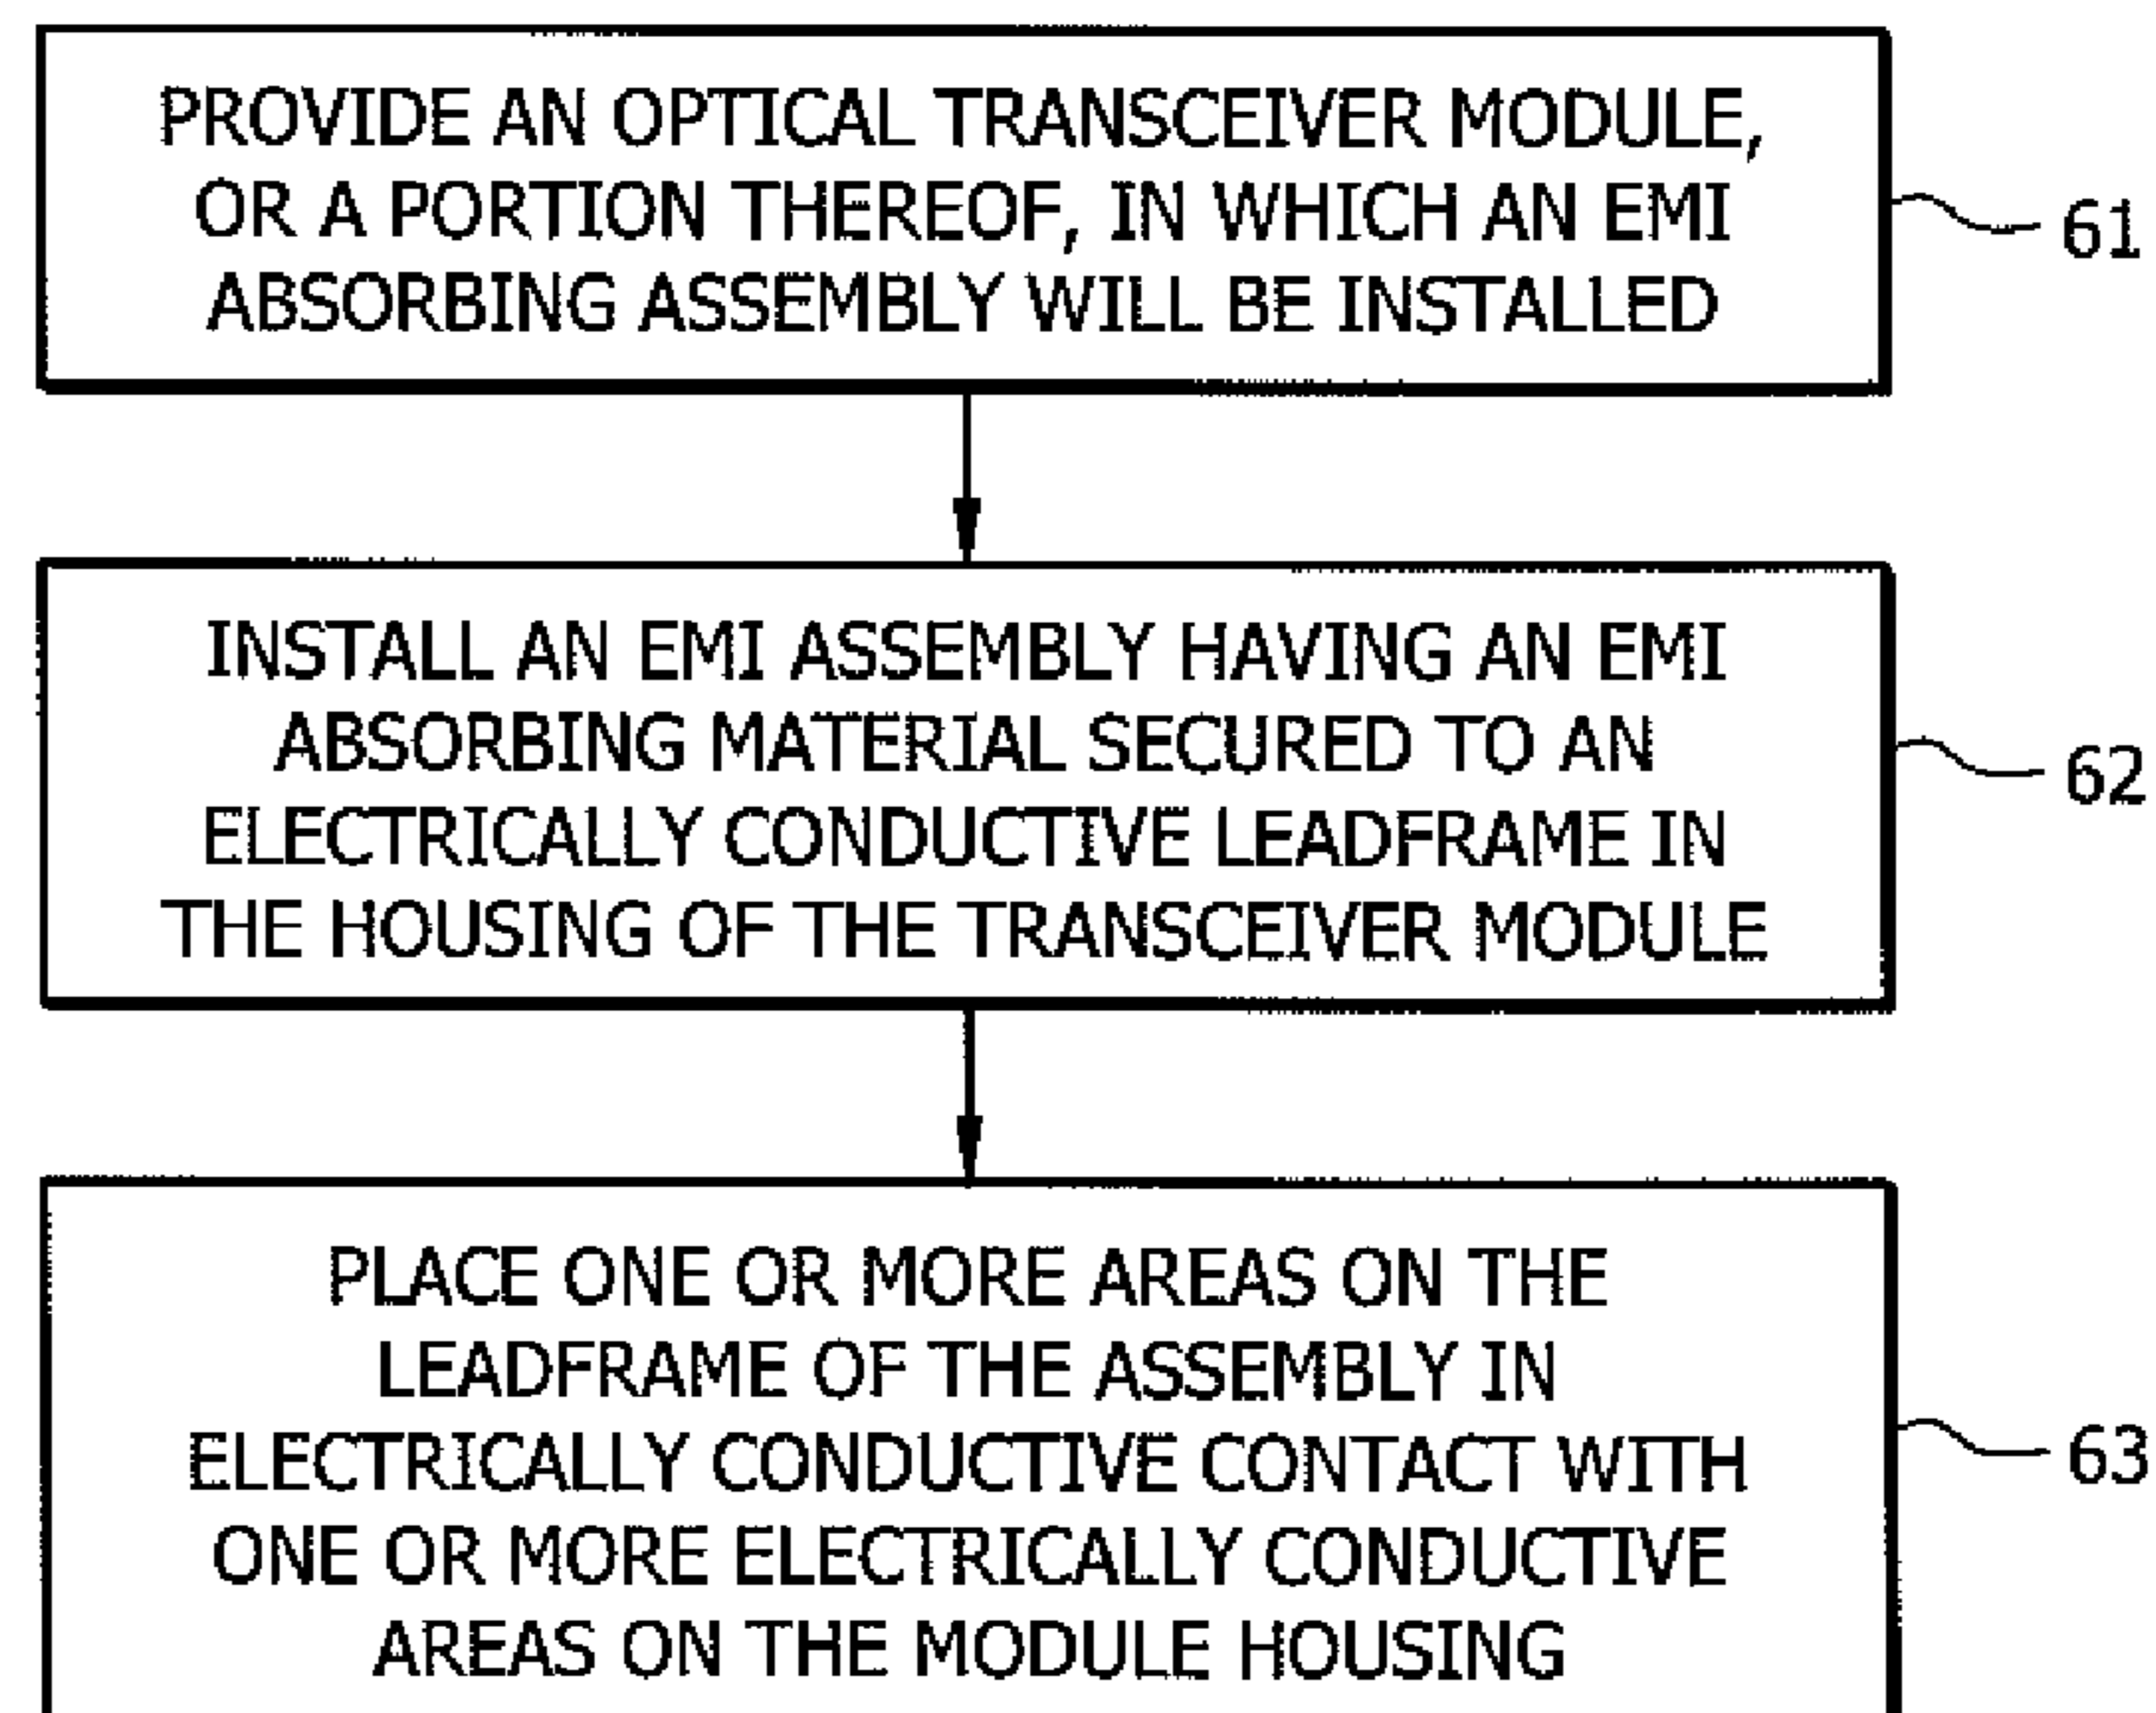 PROVIDE AN OPTICAL TRANSCEIVER MODULE,
OR A PORTION THEREOF, IN WHICH AN EMI
ABSORBING ASSEMBLY WILL BE INSTALLED
61
INSTALL AN EMI ASSEMBLY HAVING AN EMI
ABSORBING MATERIAL SECURED TO AN
ELECTRICALLY CONDUCTIVE LEADFRAME IN
THE HOUSING OF THE TRANSCEIVER MODULE
62
PLACE ONE OR MORE AREAS ON THE
LEADFRAME OF THE ASSEMBLY IN
ELECTRICALLY CONDUCTIVE CONTACT WITH
ONE OR MORE ELECTRICALLY CONDUCTIVE
AREAS ON THE MODULE HOUSING
63